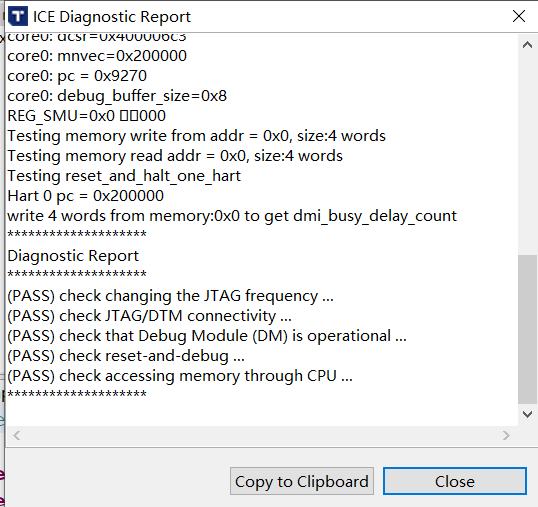 ICE Diagnostic Report
core0: dcsr=0x400006c3
core0: mnvec=0x200000
core0: pc = 0x9270
core0: debug_buffer_size=0x8
REG_SMU=0x0 □□000
Testing memory write from addr = 0x0, size:4 words
Testing memory read addr = 0x0, size:4 words
Testing reset_and_halt_one_hart
Hart 0 pc = 0x200000
write 4 words from memory:0x0 to get dmi_busy_delay_count
********************
Diagnostic Report
********************
(PASS) check changing the JTAG frequency ...
(PASS) check JTAG/DTM connectivity ...
(PASS) check that Debug Module (DM) is operational ...
(PASS) check reset-and-debug ...
(PASS) check accessing memory through CPU ...
********************
Copy to Clipboard
Close